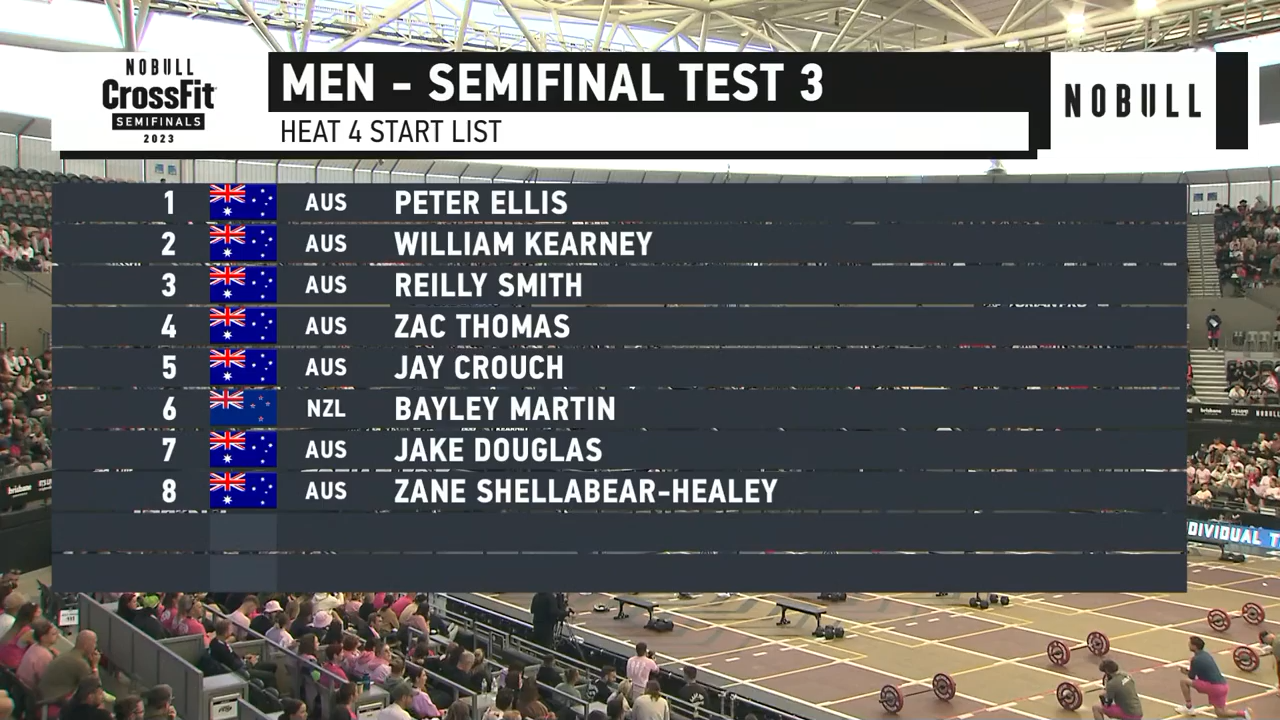 NOBULL
CrossFit
SEMIFINALS
2023
MEN - SEMIFINAL TEST 3
HEAT 4 START LIST
NOBULL
1 AUS PETER ELLIS
2 AUS WILLIAM KEARNEY
3 AUS REILLY SMITH
4 AUS ZAC THOMAS
5 AUS JAY CROUCH
6 NZL BAYLEY MARTIN
7 AUS JAKE DOUGLAS
8 AUS ZANE SHELLABEAR-HEALEY